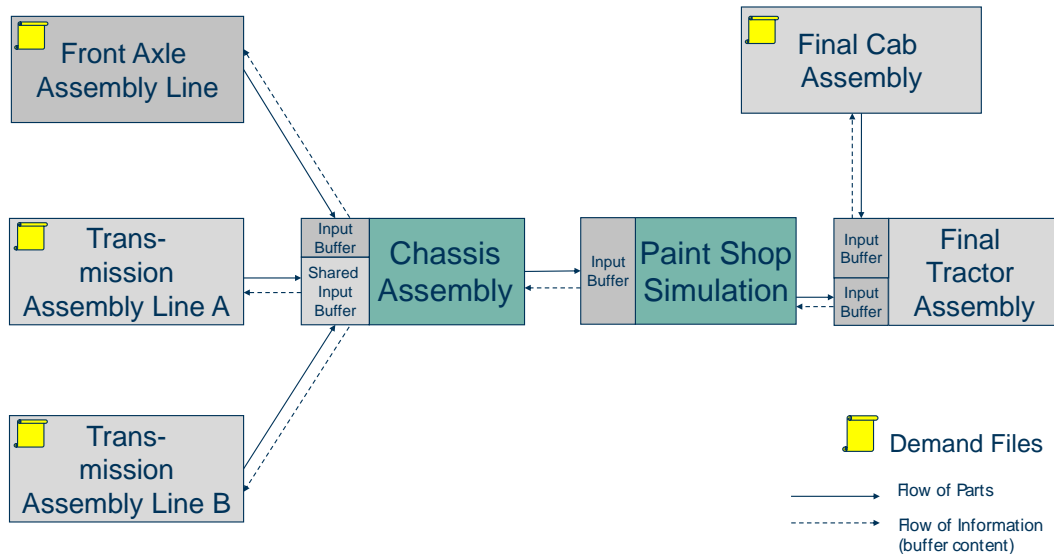 Front Axle
Assembly Line
Final Cab
Assembly
Trans-
mission
Assembly Line A
Input
Buffer
Shared
Input
Buffer
Chassis
Assembly
Input
Buffer
Paint Shop
Simulation
Input
Buffer
Input
Buffer
Final
Tractor
Assembly
Trans-
mission
Assembly Line B
Demand Files
Flow of Parts
Flow of Information
(buffer content)